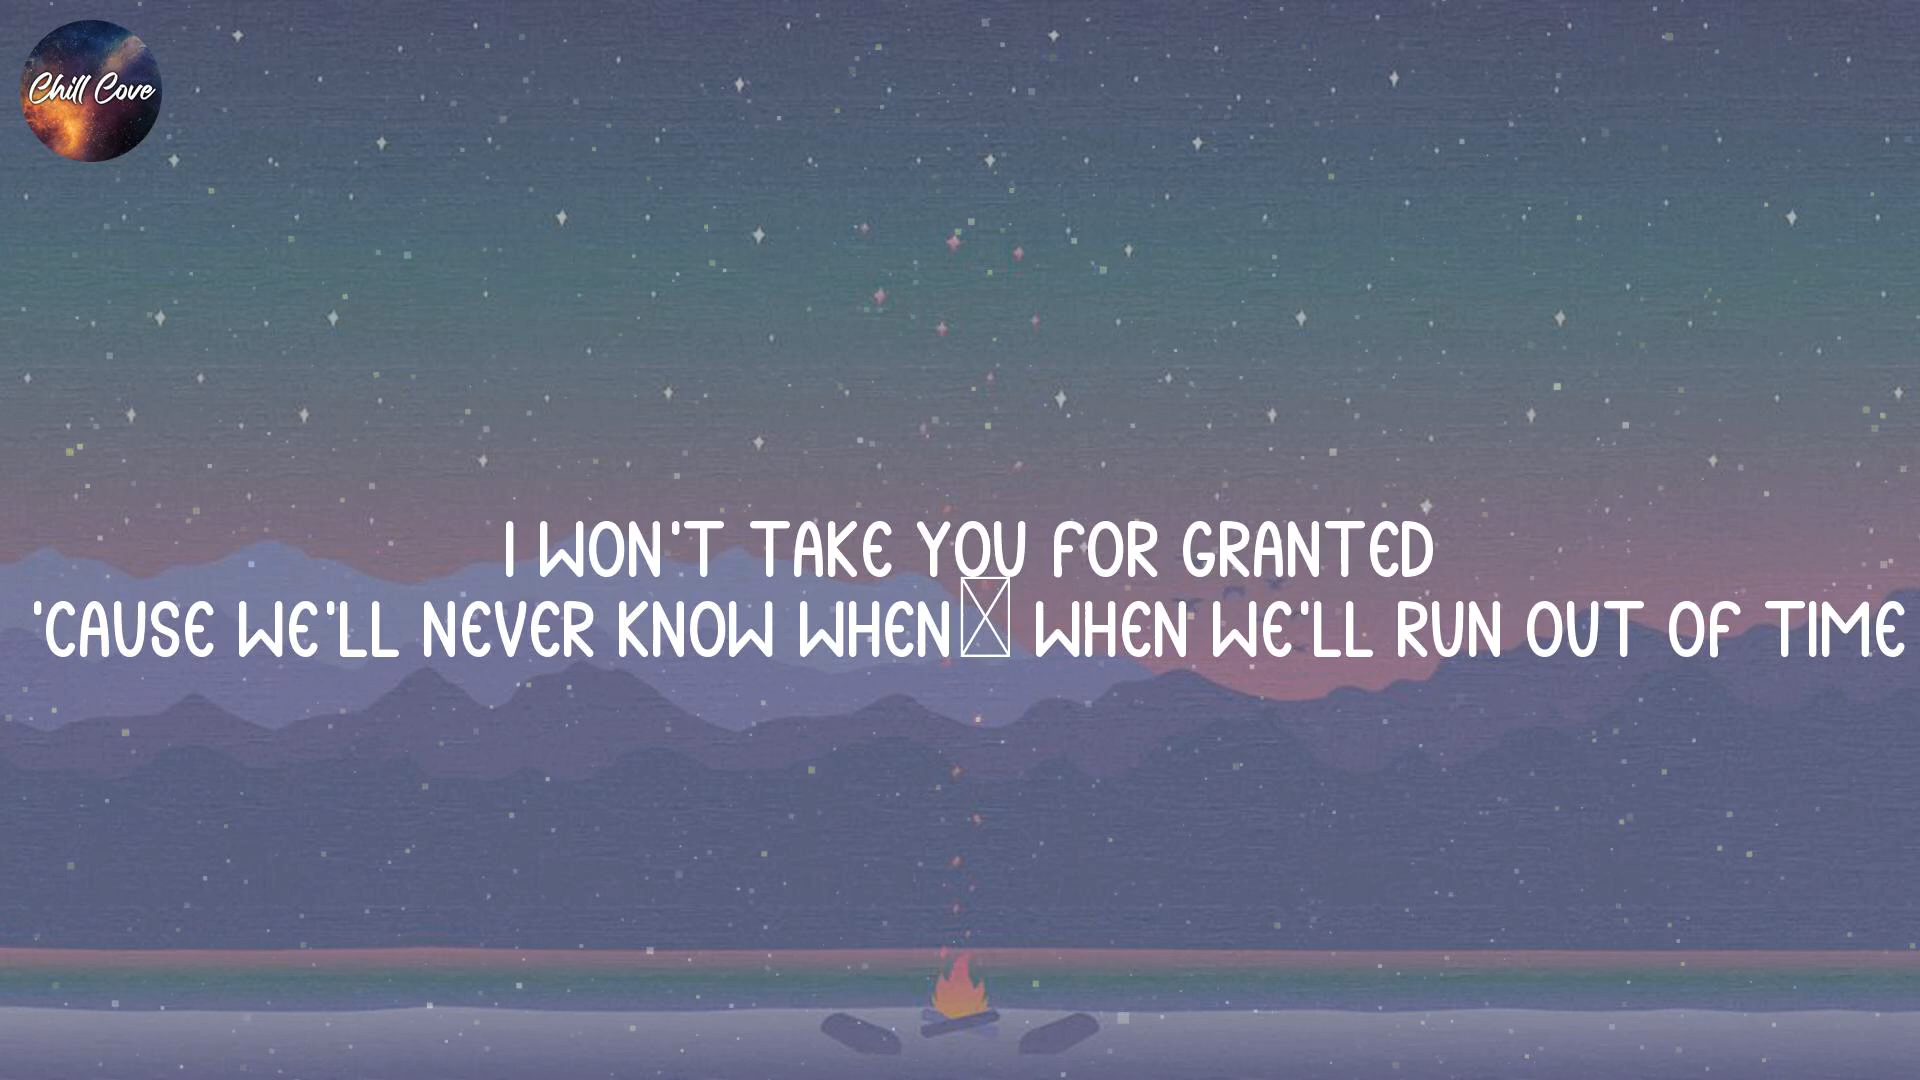 Chill Cove
I WON'T TAKE YOU FOR GRANTED
'CAUSE WE'LL NEVER KNOW WHEN☒ WHEN WE'LL RUN OUT OF TIME